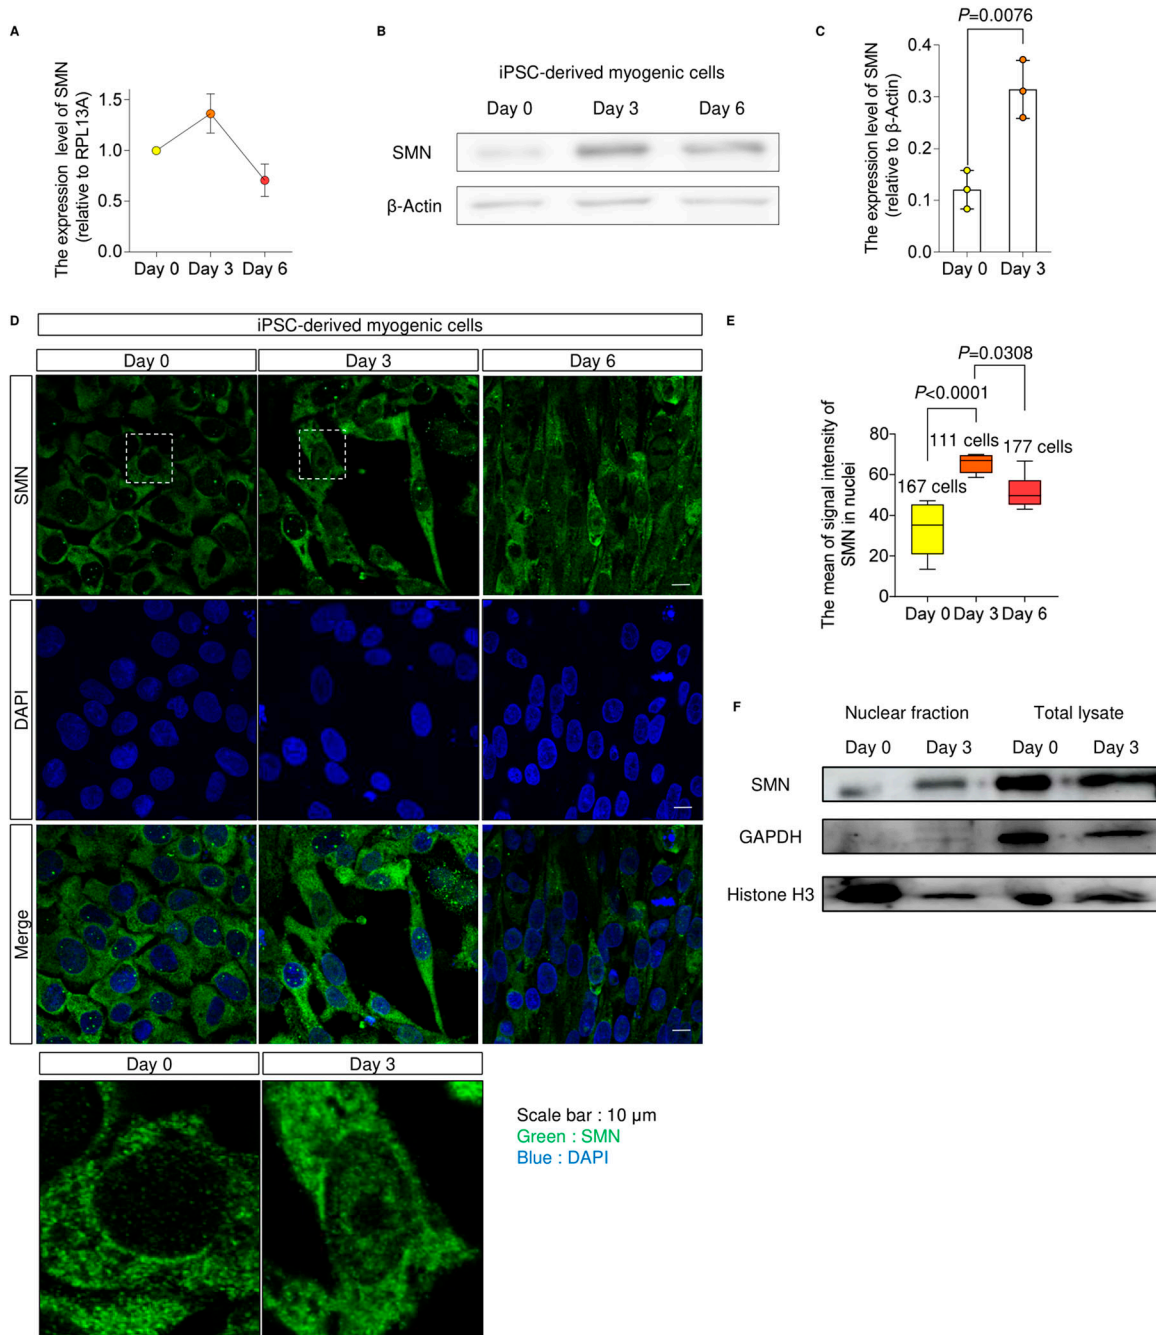 A
The expression level of SMN
(relative to RPL13A)
1.5
1.0
0.5
0.0
Day 0 Day 3 Day 6
B
iPSC-derived myogenic cells
Day 0 Day 3 Day 6
SMN
β-Actin
C
P=0.0076
The expression level of SMN
(relative to β-Actin)
0.4
0.3
0.2
0.1
0.0
Day 0 Day 3
D
iPSC-derived myogenic cells
Day 0 Day 3 Day 6
SMN
DAPI
Merge
Day 0 Day 3
Scale bar : 10 µm
Green : SMN
Blue : DAPI
E
P=0.0308
P<0.0001
The mean of signal intensity of
SMN in nuclei
80
60
40
20
0
111 cells
177 cells
167 cells
Day 0 Day 3 Day 6
F
Nuclear fraction Total lysate
Day 0 Day 3 Day 0 Day 3
SMN
GAPDH
Histone H3